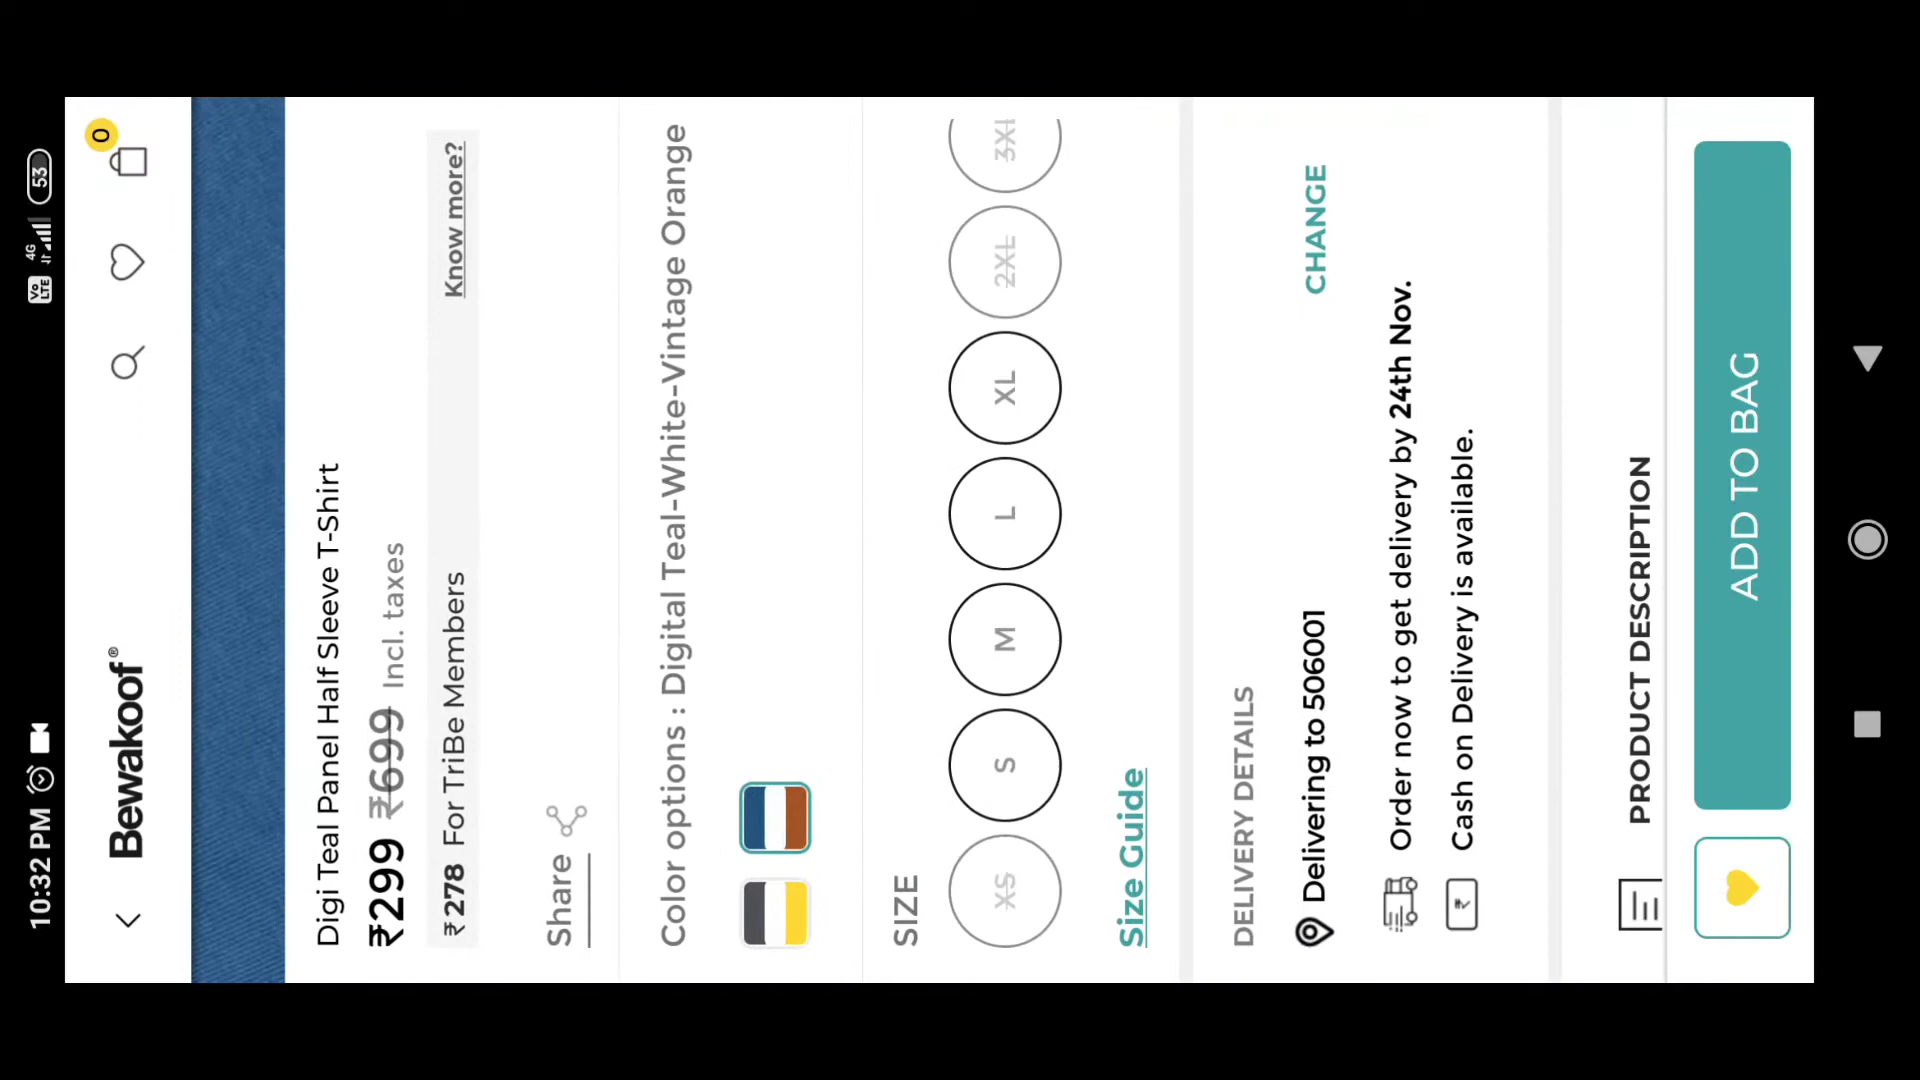 10:32 PM
Vo LTE 4G 53
Bewakoof®
0
Digi Teal Panel Half Sleeve T-Shirt
₹299 ₹699 Incl. taxes
₹ 278 For TriBe Members Know more?
Share
Color options : Digital Teal-White-Vintage Orange
SIZE
XS S M L XL 2XL 3XL
Size Guide
DELIVERY DETAILS
Delivering to 506001 CHANGE
Order now to get delivery by 24th Nov.
₹ Cash on Delivery is available.
PRODUCT DESCRIPTION
ADD TO BAG